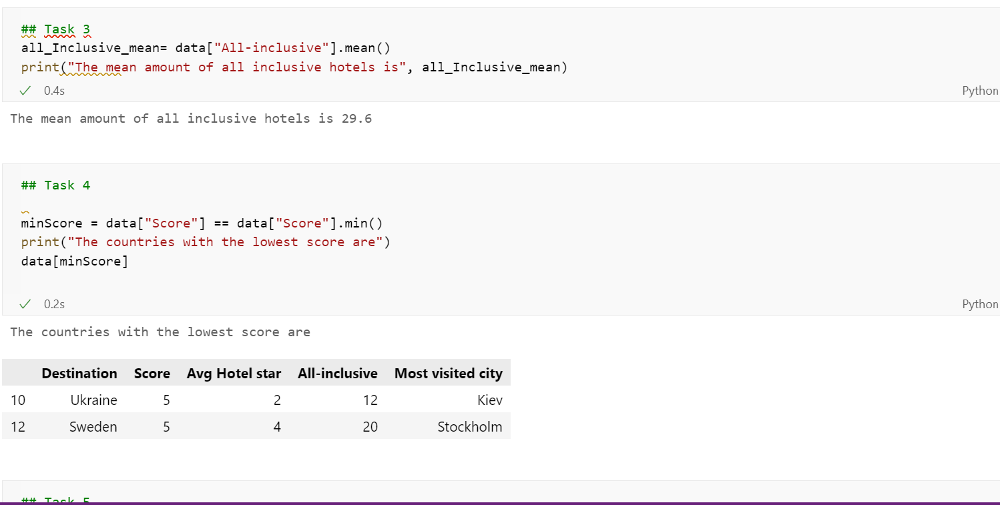 ## Task 3
all_Inclusive_mean= data["All-inclusive"].mean()
print("The mean amount of all inclusive hotels is", all_Inclusive_mean)
0.4s
Python
The mean amount of all inclusive hotels is 29.6
## Task 4
minScore = data["Score"] == data["Score"].min()
print("The countries with the lowest score are")
data[minScore]
0.2s
Python
The countries with the lowest score are
Destination Score Avg Hotel star All-inclusive Most visited city
10 Ukraine 5 2 12 Kiev
12 Sweden 5 4 20 Stockholm
## Task 5